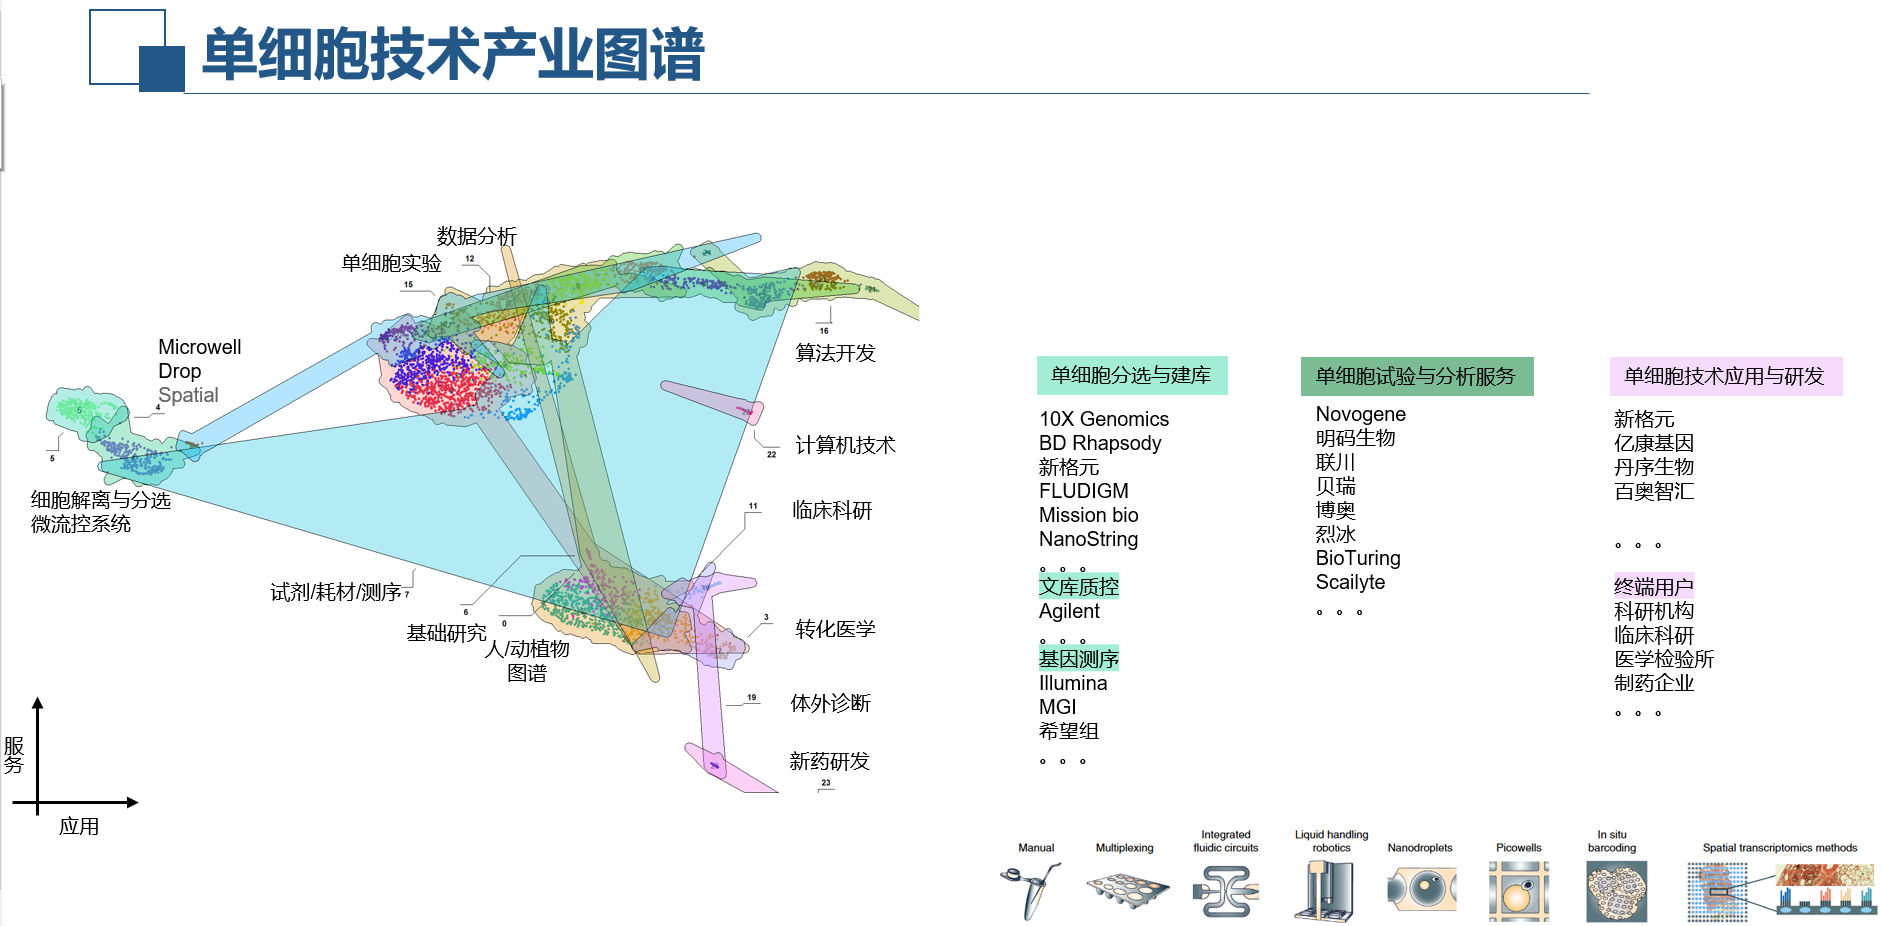 单细胞技术产业图谱
数据分析
单细胞实验
12
15
Microwell
Drop
Spatial
4
5
5
细胞解离与分选
微流控系统
16
算法开发
22
计算机技术
11
临床科研
试剂/耗材/测序
7
6
基础研究
0
人/动植物
图谱
3
转化医学
19
体外诊断
新药研发
23
服务
应用
单细胞分选与建库
10X Genomics
BD Rhapsody
新格元
FLUDIGM
Mission bio
NanoString
。。。
文库质控
Agilent
。。。
基因测序
Illumina
MGI
希望组
。。。
单细胞试验与分析服务
Novogene
明码生物
联川
贝瑞
博奥
烈冰
BioTuring
Scailyte
。。。
单细胞技术应用与研发
新格元
亿康基因
丹序生物
百奥智汇
。。。
终端用户
科研机构
临床科研
医学检验所
制药企业
。。。
Manual
Multiplexing
Integrated
fluidic circuits
Liquid handling
robotics
Nanodroplets
Picowells
In situ
barcoding
Spatial transcriptomics methods